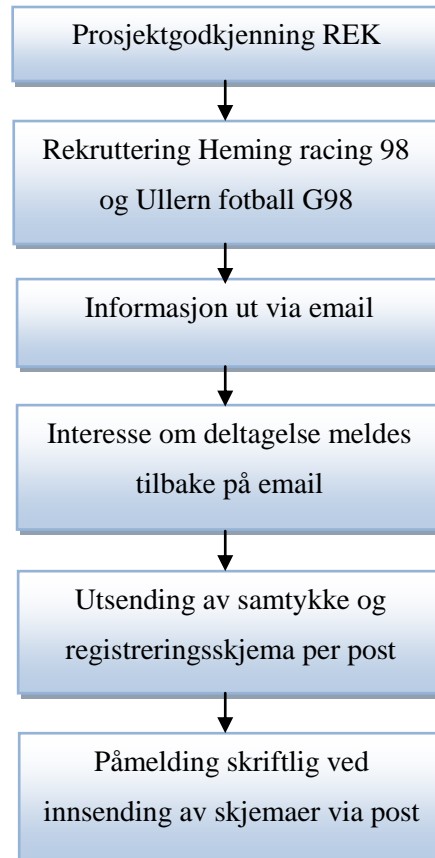 Prosjektgodkjenning REK
Rekruttering Heming racing 98
og Ullern fotball G98
Informasjon ut via email
Interesse om deltagelse meldes
tilbake på email
Utsending av samtykke og
registreringsskjema per post
Påmelding skriftlig ved
innsending av skjemaer via post